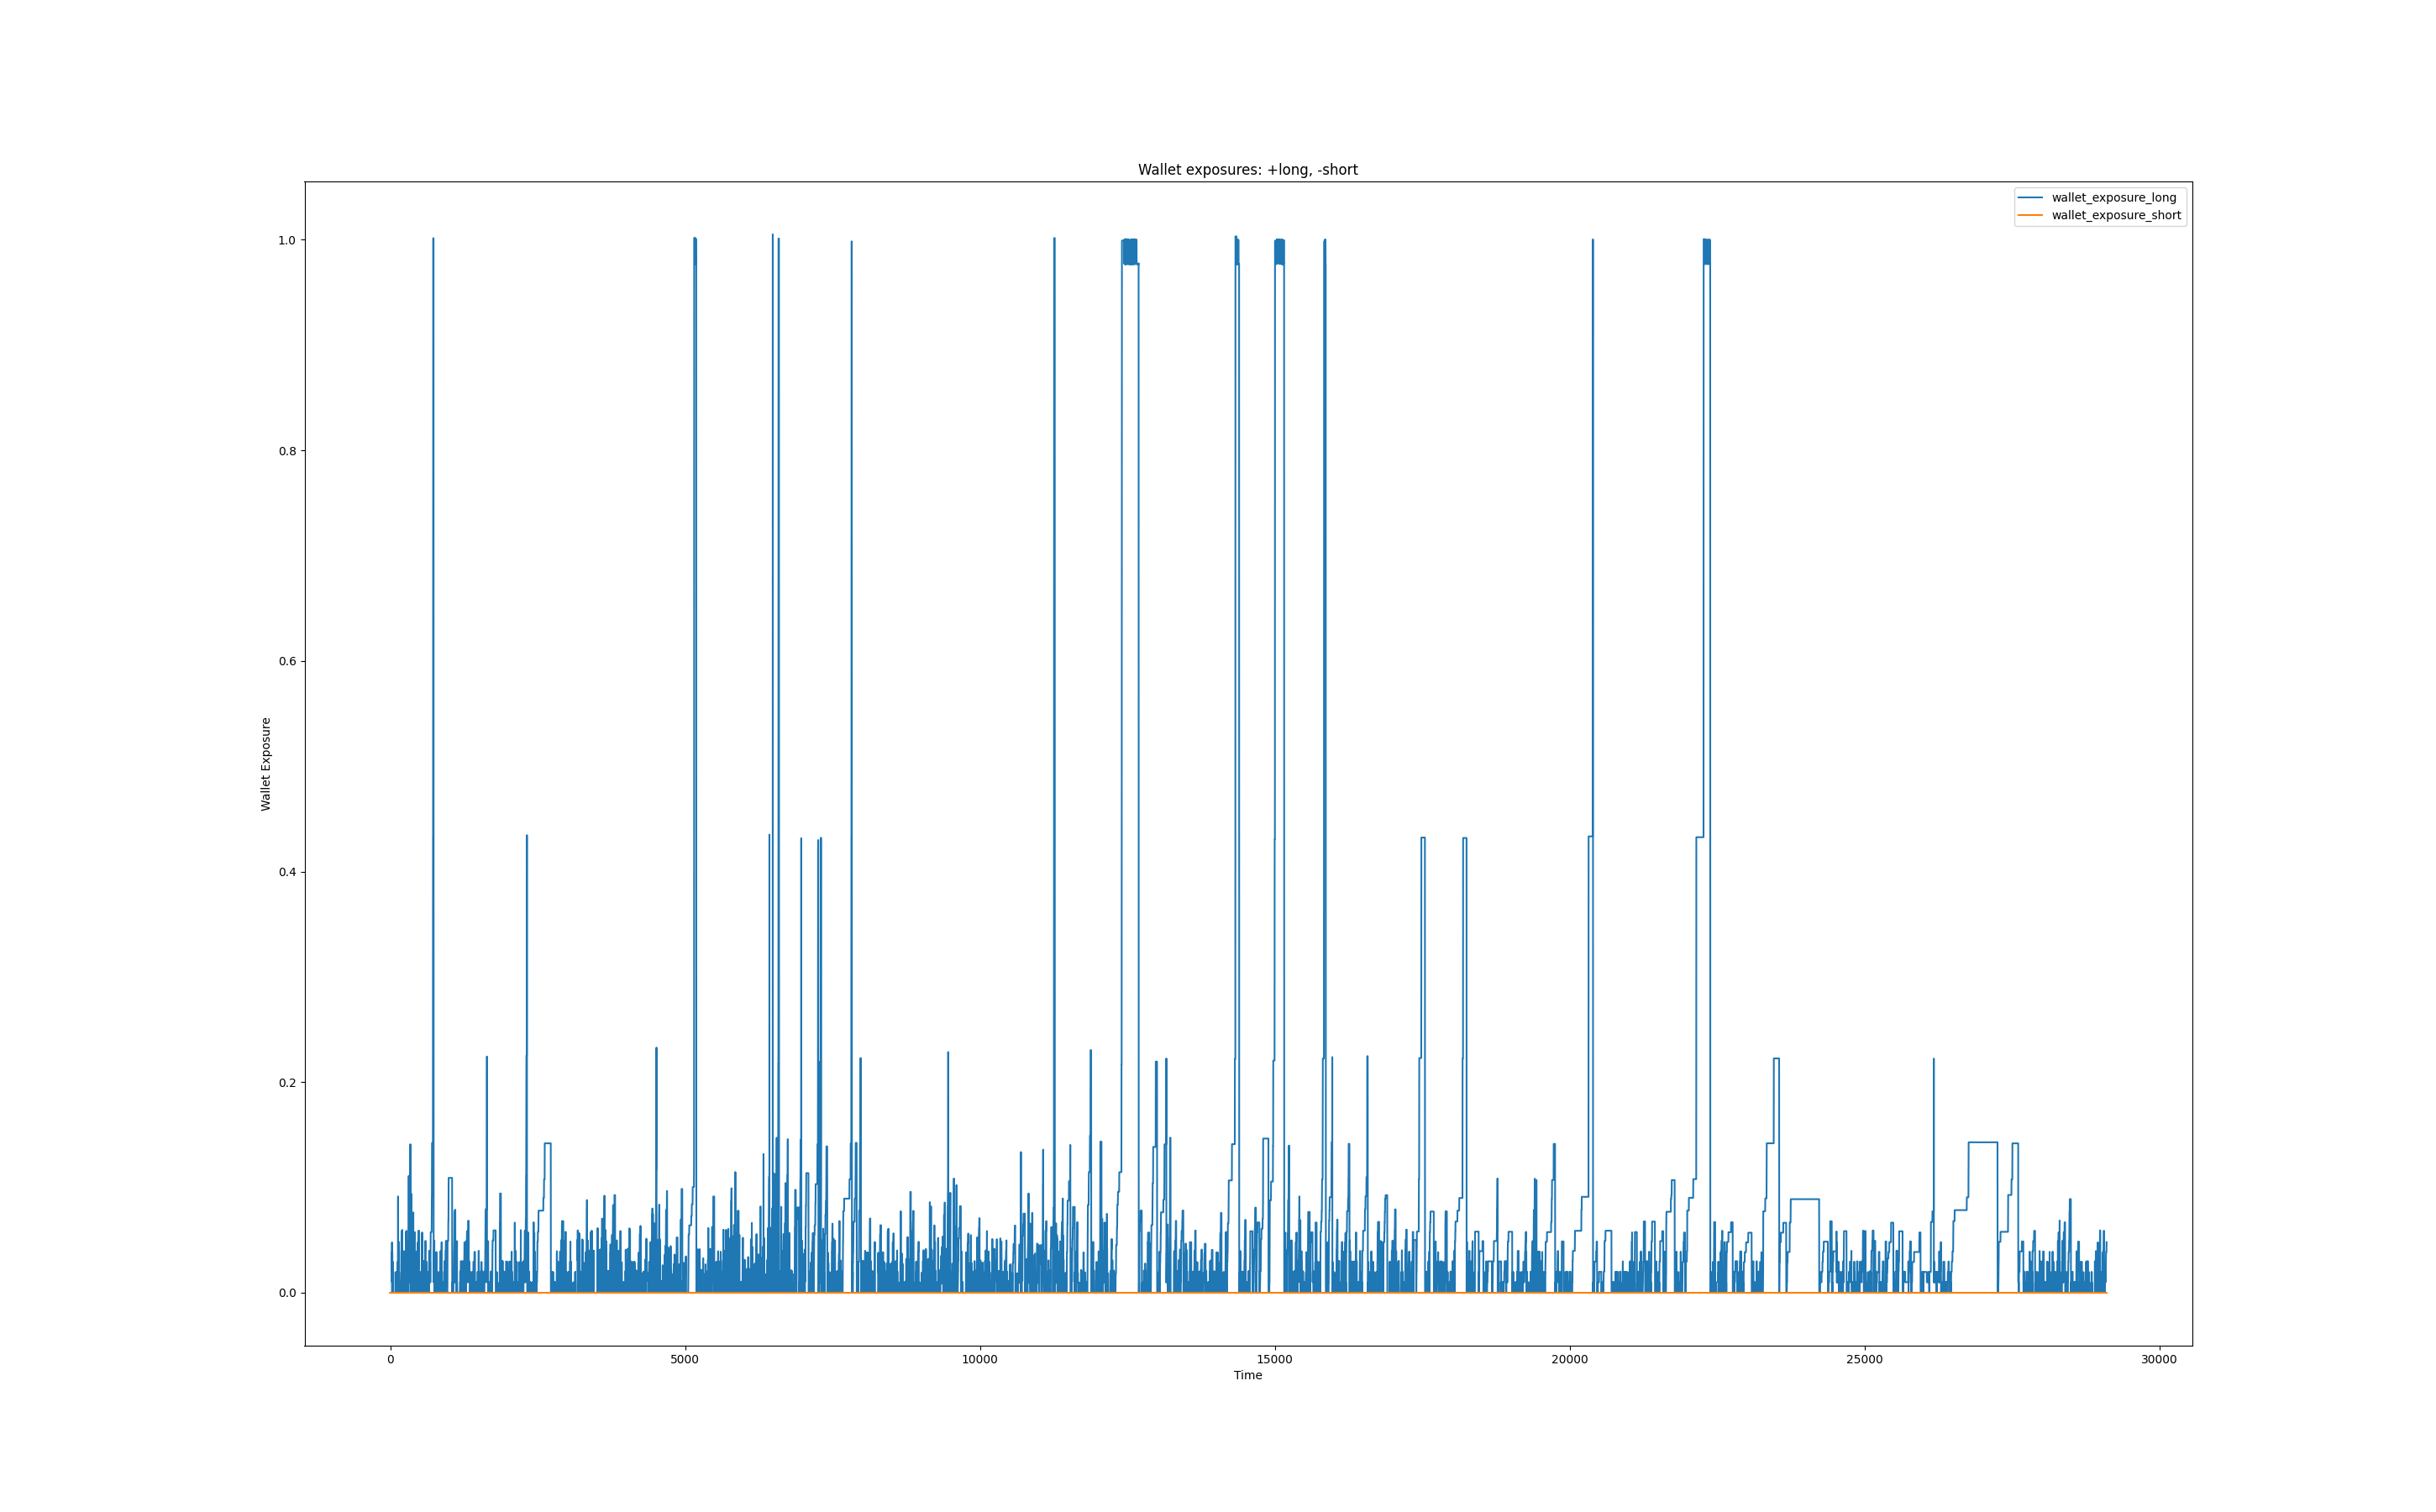 Wallet exposures: +long, -short
wallet_exposure_long
wallet_exposure_short
1.0
0.8
0.6
0.4
0.2
0.0
Wallet Exposure
0 5000 10000 15000 20000 25000 30000
Time